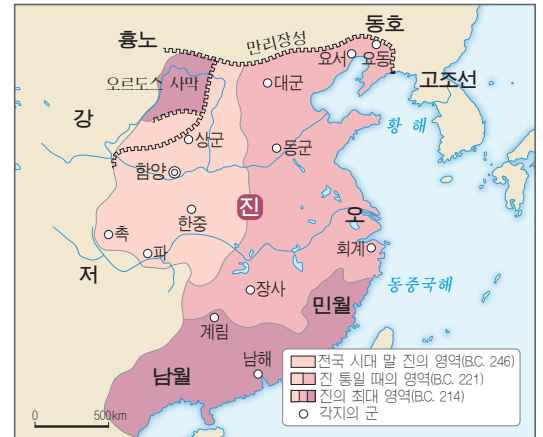 동호
흉노
만리장성
요서
요동
오르도스 사막
대군
고조선
강
상군
황 해
동군
함양
진
한중
오
촉
파
회계
저
동중국해
장사
민월
계림
남월
남해
전국 시대 말 진의 영역(B.C. 246)
진 통일 때의 영역(B.C. 221)
진의 최대 영역(B.C. 214)
각지의 군
0 500km